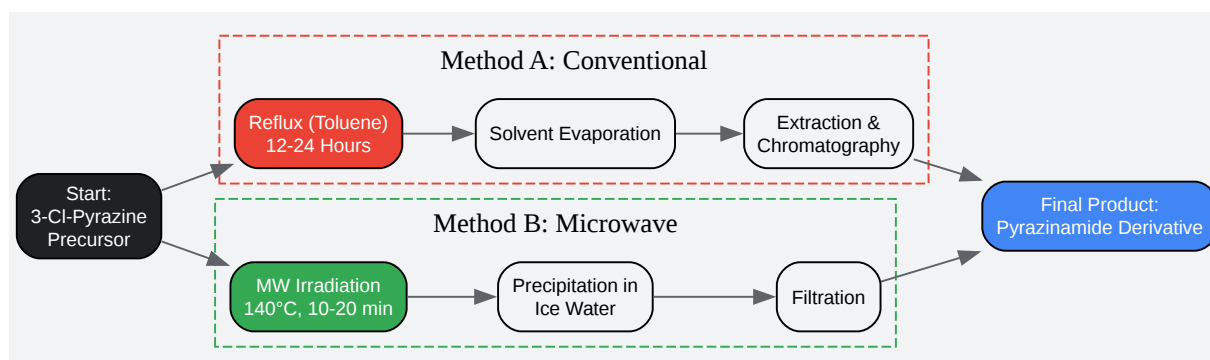 Method A: Conventional
Reflux (Toluene)
12-24 Hours
Solvent Evaporation
Extraction &
Chromatography
Start:
3-Cl-Pyrazine
Precursor
Final Product:
Pyrazinamide Derivative
Method B: Microwave
MW Irradiation
140°C, 10-20 min
Precipitation in
Ice Water
Filtration